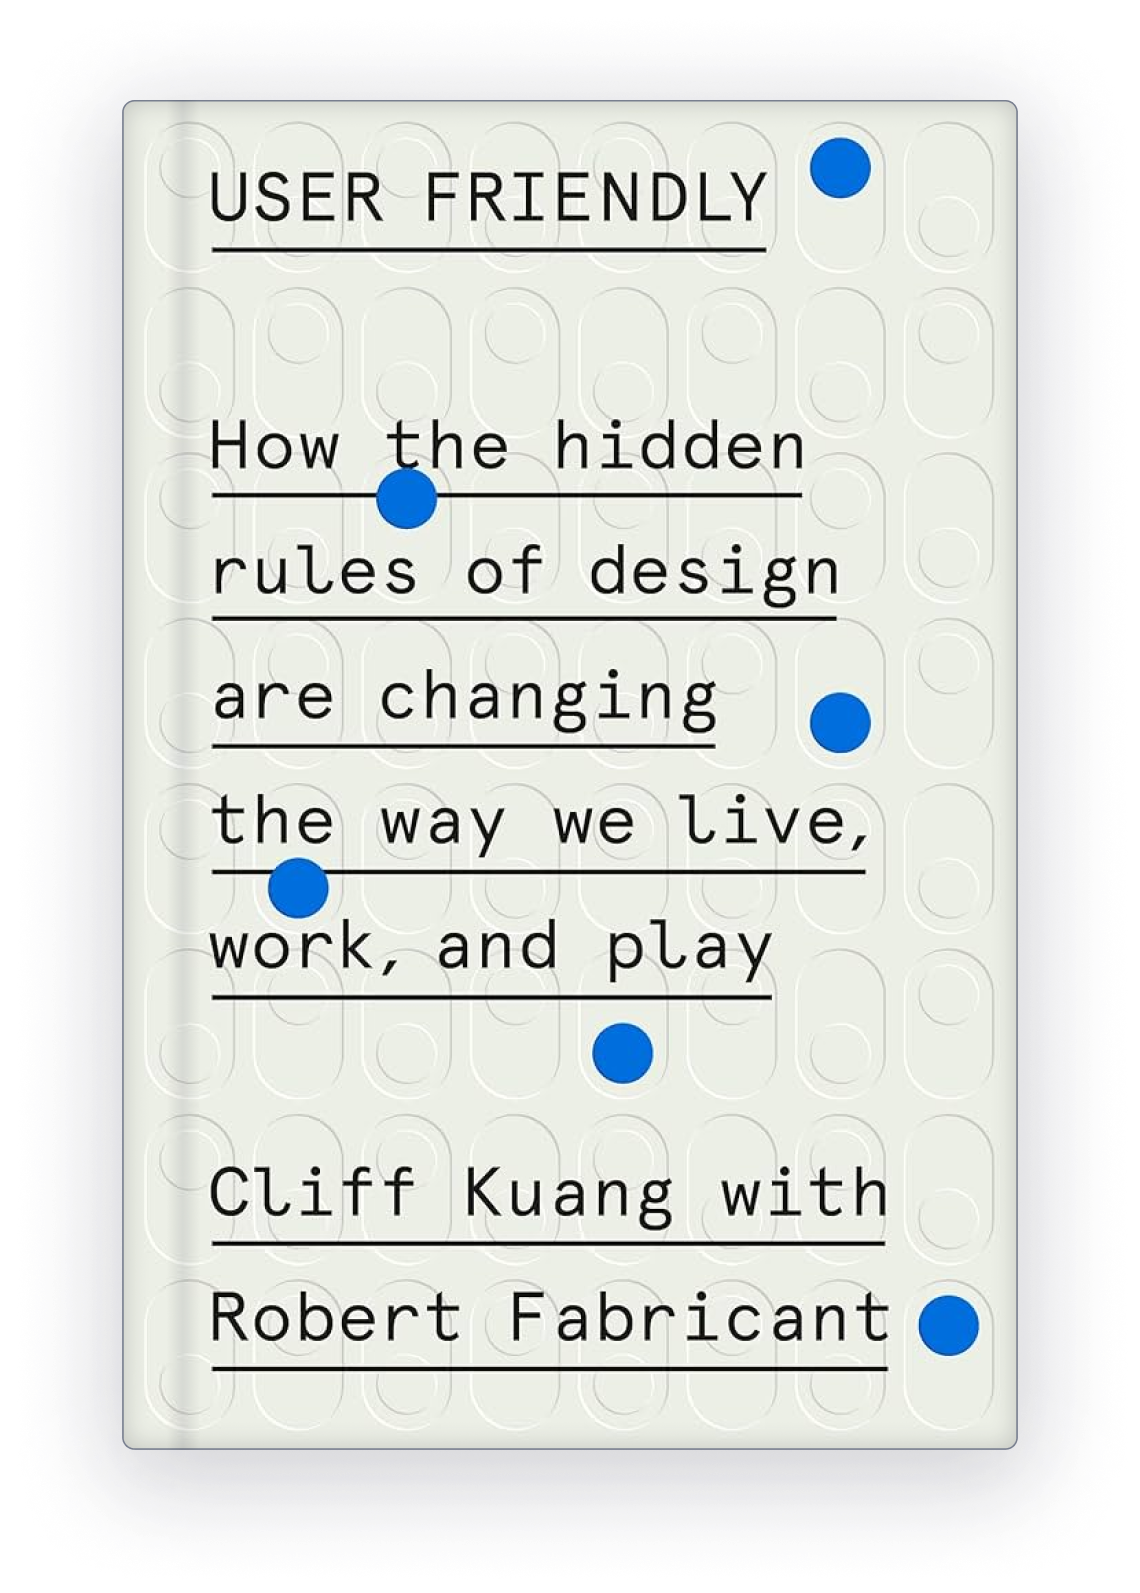 USER FRIENDLY
How the hidden
rules of design
are changing
the way we live,
work, and play
Cliff Kuang with
Robert Fabricant